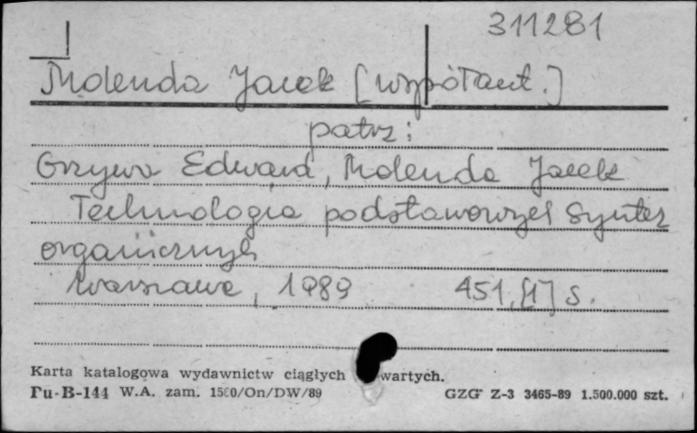 311281
Molenda Jacek [współaut.]
patrz:
Grzywa Edward, Molenda Jacek
Technologia podstawowych syntez
organicznych
Warszawa, 1989 451, [1] s.
Karta katalogowa wydawnictw ciągłych wartych.
Pu-B-144 W.A. zam. 1500/On/DW/89 GZG Z-3 3465-89 1.500.000 szt.